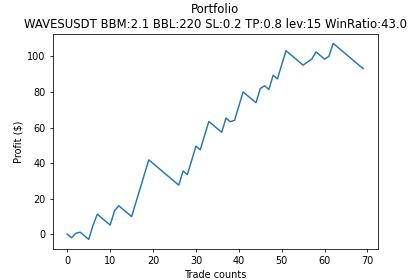 Portfolio
WAVESUSDT BBM:2.1 BBL:220 SL:0.2 TP:0.8 lev:15 WinRatio:43.0
100
80
60
40
20
0
Profit ($)
0 10 20 30 40 50 60 70
Trade counts